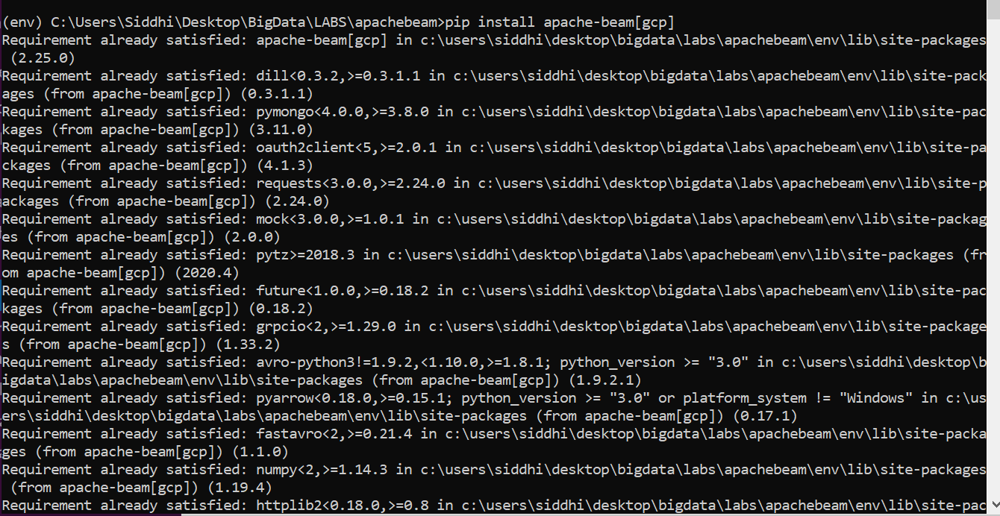 (env) C:\Users\Siddhi\Desktop\BigData\LABS\apachebeam>pip install apache-beam[gcp]
Requirement already satisfied: apache-beam[gcp] in c:\users\siddhi\desktop\bigdata\labs\apachebeam\env\lib\site-packages
 (2.25.0)
Requirement already satisfied: dill<0.3.2,>=0.3.1.1 in c:\users\siddhi\desktop\bigdata\labs\apachebeam\env\lib\site-pack
ages (from apache-beam[gcp]) (0.3.1.1)
Requirement already satisfied: pymongo<4.0.0,>=3.8.0 in c:\users\siddhi\desktop\bigdata\labs\apachebeam\env\lib\site-pac
kages (from apache-beam[gcp]) (3.11.0)
Requirement already satisfied: oauth2client<5,>=2.0.1 in c:\users\siddhi\desktop\bigdata\labs\apachebeam\env\lib\site-pa
ckages (from apache-beam[gcp]) (4.1.3)
Requirement already satisfied: requests<3.0.0,>=2.24.0 in c:\users\siddhi\desktop\bigdata\labs\apachebeam\env\lib\site-p
ackages (from apache-beam[gcp]) (2.24.0)
Requirement already satisfied: mock<3.0.0,>=1.0.1 in c:\users\siddhi\desktop\bigdata\labs\apachebeam\env\lib\site-packag
es (from apache-beam[gcp]) (2.0.0)
Requirement already satisfied: pytz>=2018.3 in c:\users\siddhi\desktop\bigdata\labs\apachebeam\env\lib\site-packages (fr
om apache-beam[gcp]) (2020.4)
Requirement already satisfied: future<1.0.0,>=0.18.2 in c:\users\siddhi\desktop\bigdata\labs\apachebeam\env\lib\site-pac
kages (from apache-beam[gcp]) (0.18.2)
Requirement already satisfied: grpcio<2,>=1.29.0 in c:\users\siddhi\desktop\bigdata\labs\apachebeam\env\lib\site-package
s (from apache-beam[gcp]) (1.33.2)
Requirement already satisfied: avro-python3!=1.9.2,<1.10.0,>=1.8.1; python_version >= "3.0" in c:\users\siddhi\desktop\b
igdata\labs\apachebeam\env\lib\site-packages (from apache-beam[gcp]) (1.9.2.1)
Requirement already satisfied: pyarrow<0.18.0,>=0.15.1; python_version >= "3.0" or platform_system != "Windows" in c:\us
ers\siddhi\desktop\bigdata\labs\apachebeam\env\lib\site-packages (from apache-beam[gcp]) (0.17.1)
Requirement already satisfied: fastavro<2,>=0.21.4 in c:\users\siddhi\desktop\bigdata\labs\apachebeam\env\lib\site-packa
ges (from apache-beam[gcp]) (1.1.0)
Requirement already satisfied: numpy<2,>=1.14.3 in c:\users\siddhi\desktop\bigdata\labs\apachebeam\env\lib\site-packages
 (from apache-beam[gcp]) (1.19.4)
Requirement already satisfied: httplib2<0.18.0,>=0.8 in c:\users\siddhi\desktop\bigdata\labs\apachebeam\env\lib\site-pac